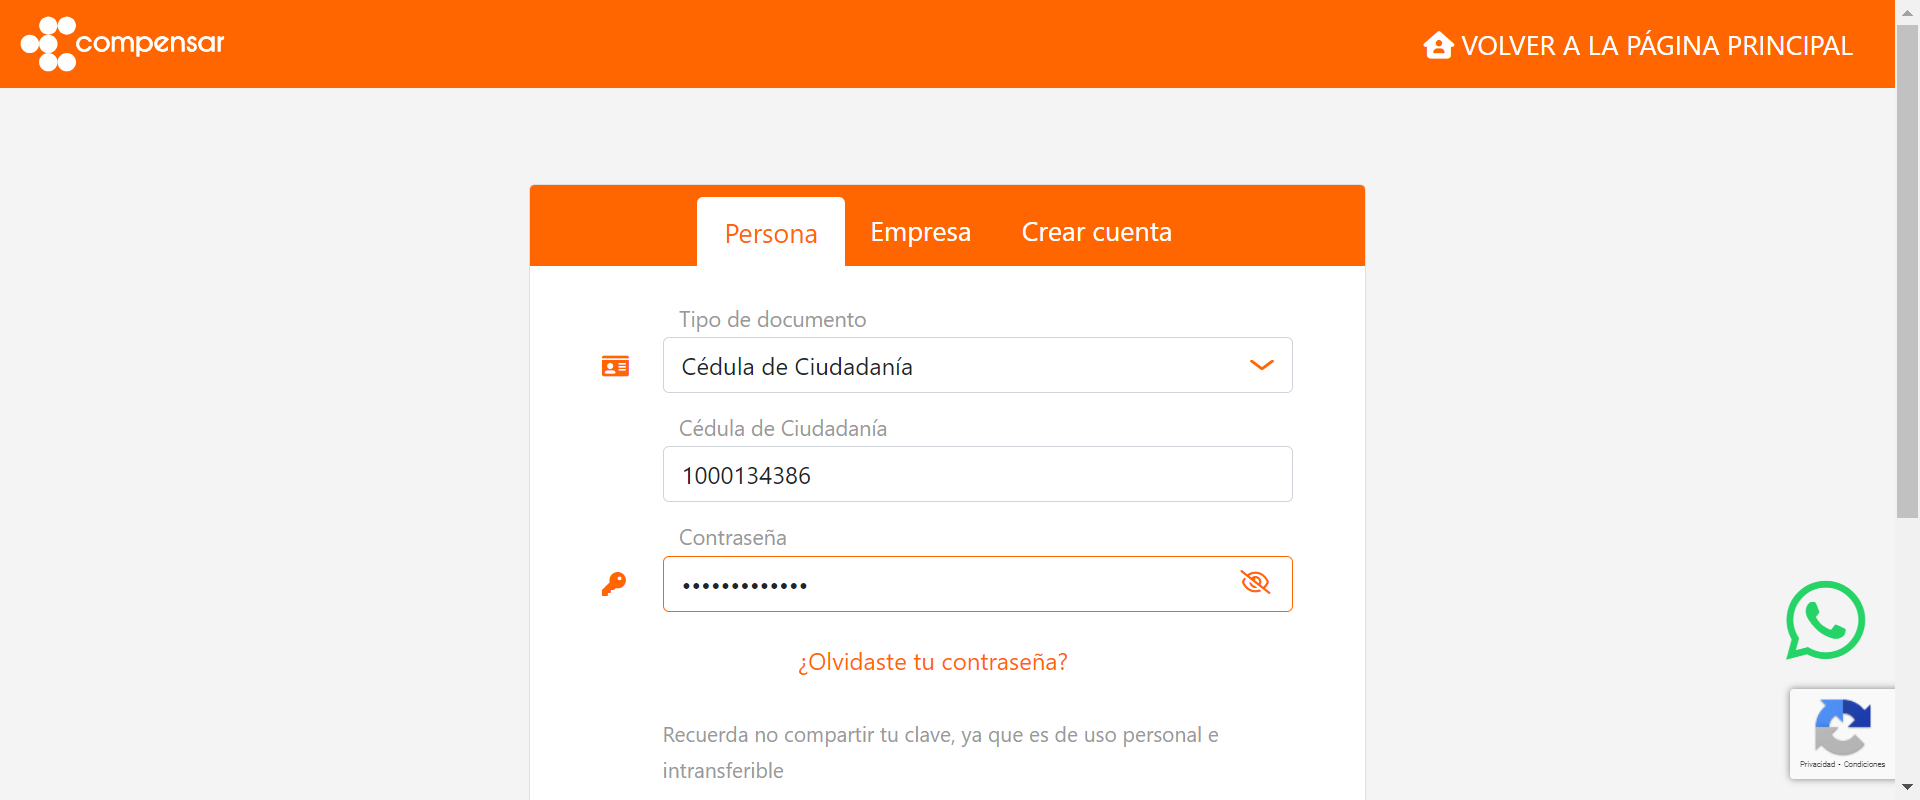 compensar
VOLVER A LA PÁGINA PRINCIPAL
Persona
Empresa
Crear cuenta
Tipo de documento
Cédula de Ciudadanía
Cédula de Ciudadanía
1000134386
Contraseña
•••••••••••••
¿Olvidaste tu contraseña?
Recuerda no compartir tu clave, ya que es de uso personal e
intransferible
Privacidad - Condiciones